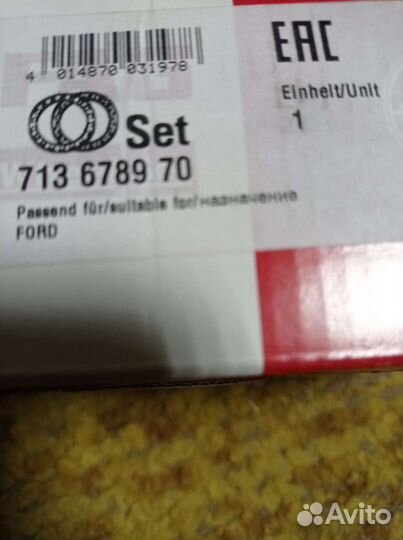 4 014870 031978
EAC
Set
Einheit/Unit
1
713 6789 70
Passend für/suitable for/назначение
FORD
Avito